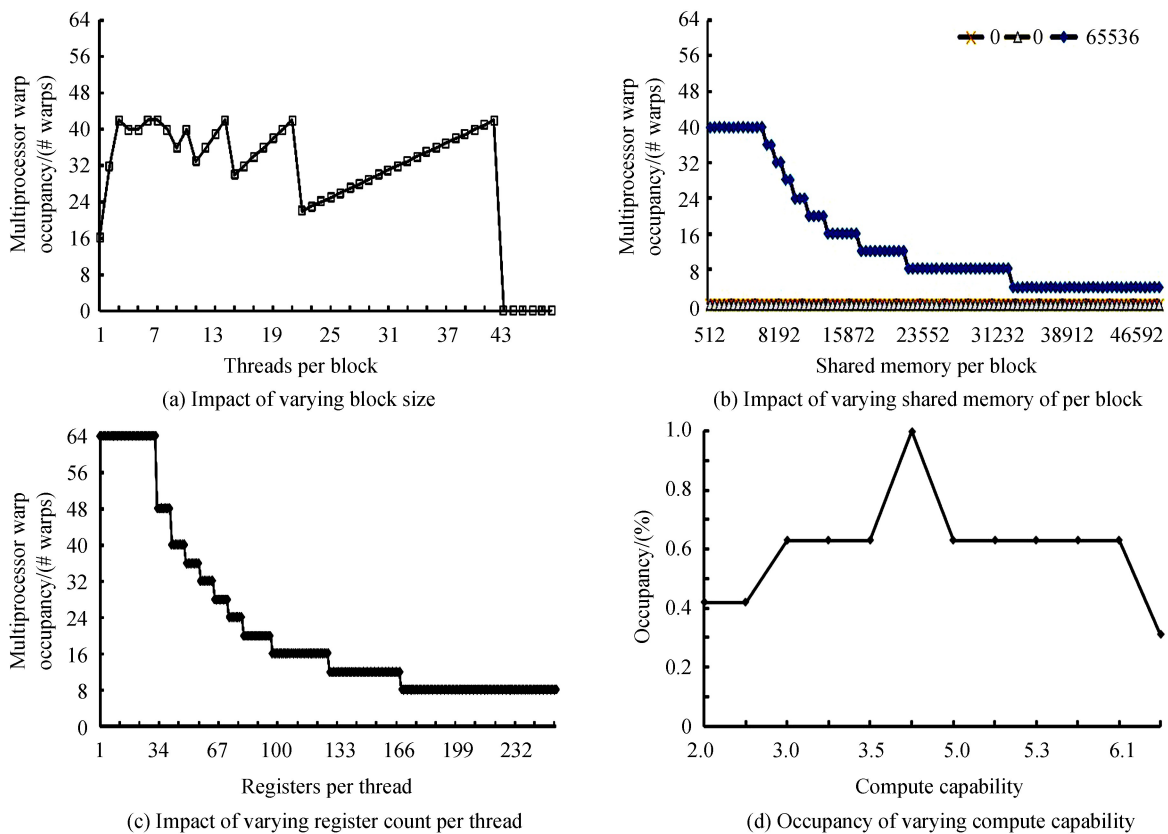 64
56
48
40
32
24
16
8
0
Multiprocessor warp
occupancy/(# warps)
1 7 13 19 25 31 37 43
Threads per block
(a) Impact of varying block size
0 0 65536
64
56
48
40
32
24
16
8
0
Multiprocessor warp
occupancy/(# warps)
512 8192 15872 23552 31232 38912 46592
Shared memory per block
(b) Impact of varying shared memory of per block
64
56
48
40
32
24
16
8
0
Multiprocessor warp
occupancy/(# warps)
1 34 67 100 133 166 199 232
Registers per thread
(c) Impact of varying register count per thread
1.0
0.8
0.6
0.4
0.2
0
Occupancy/(%)
2.0 3.0 3.5 5.0 5.3 6.1
Compute capability
(d) Occupancy of varying compute capability